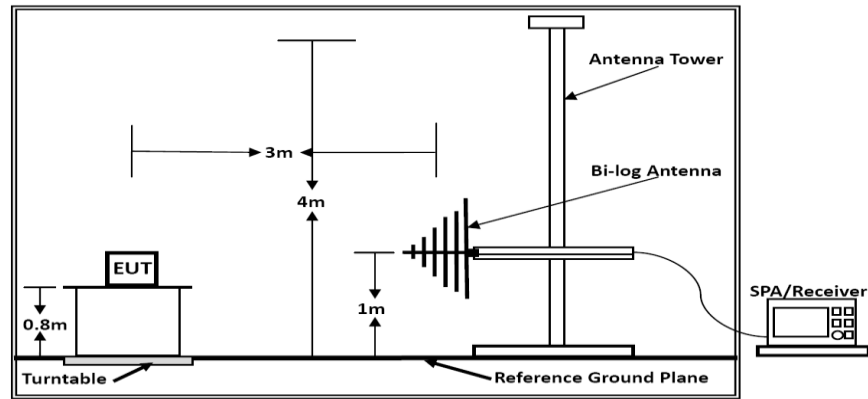 Antenna Tower
3m
Bi-log Antenna
4m
EUT
SPA/Receiver
0.8m
1m
Turntable
Reference Ground Plane